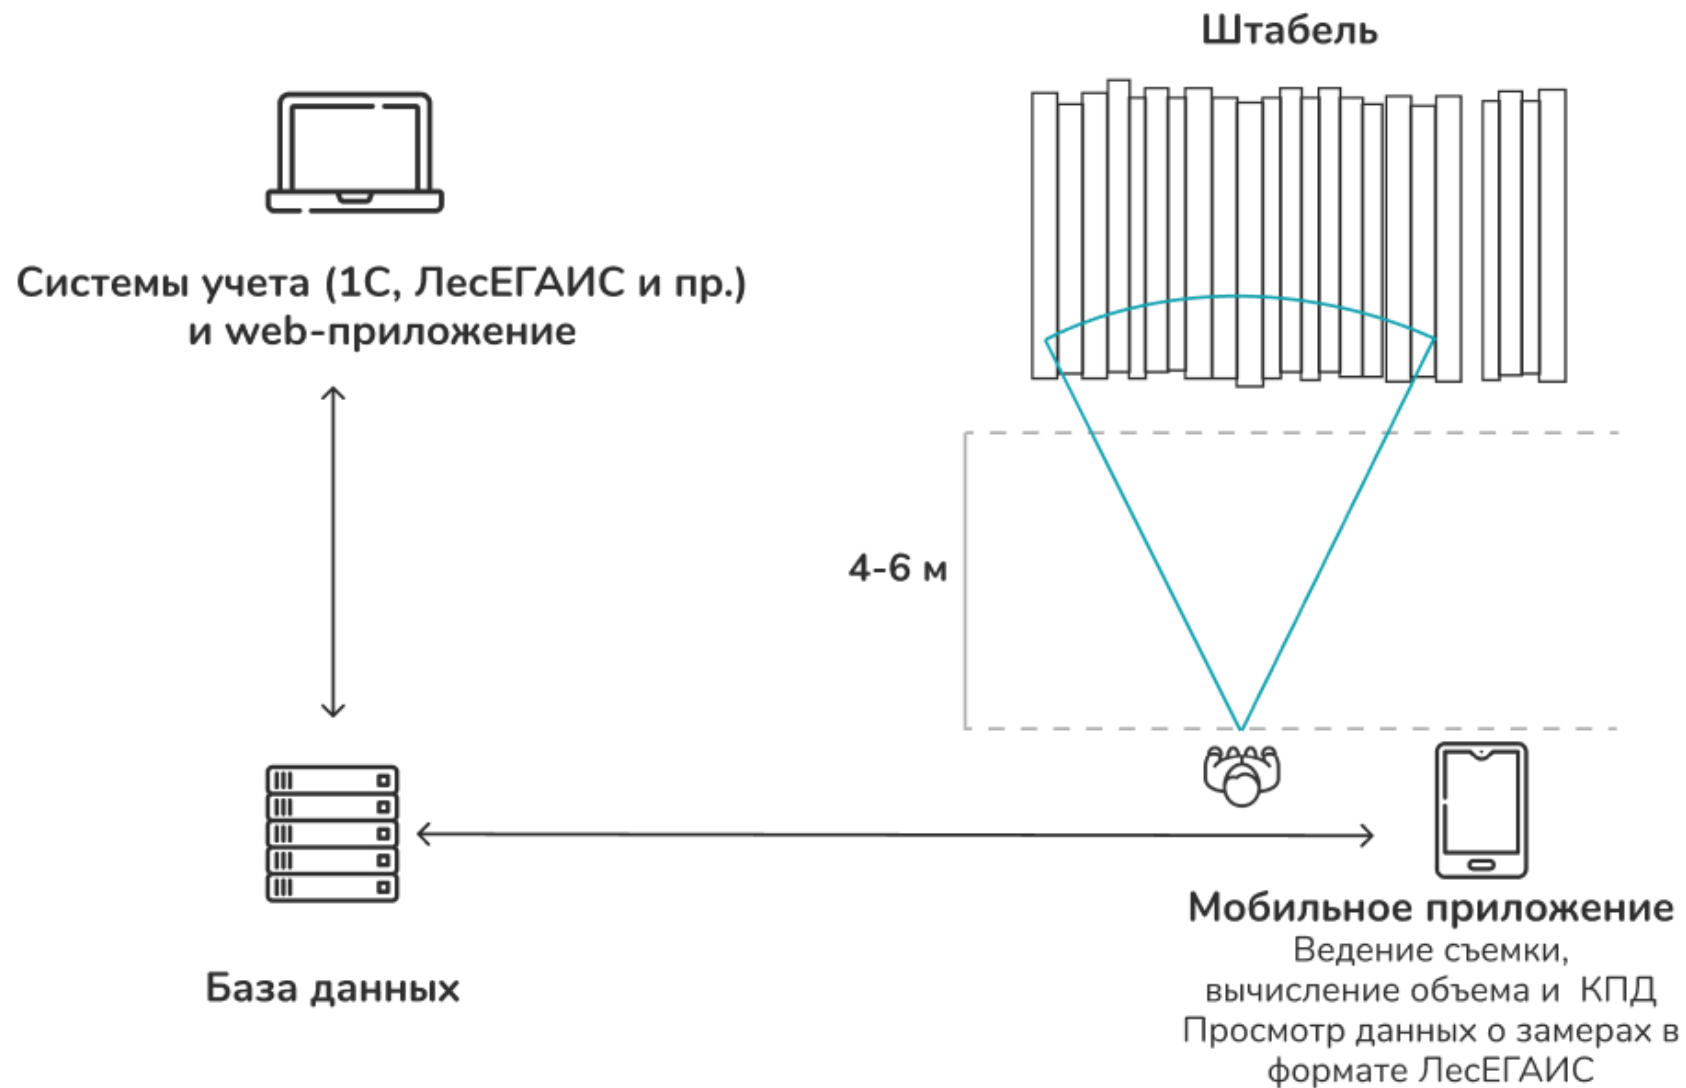 Штабель
Системы учета (1С, ЛесЕГАИС и пр.)
и web-приложение
4-6 м
База данных
Мобильное приложение
Ведение съемки,
вычисление объема и КПД
Просмотр данных о замерах в
формате ЛесЕГАИС